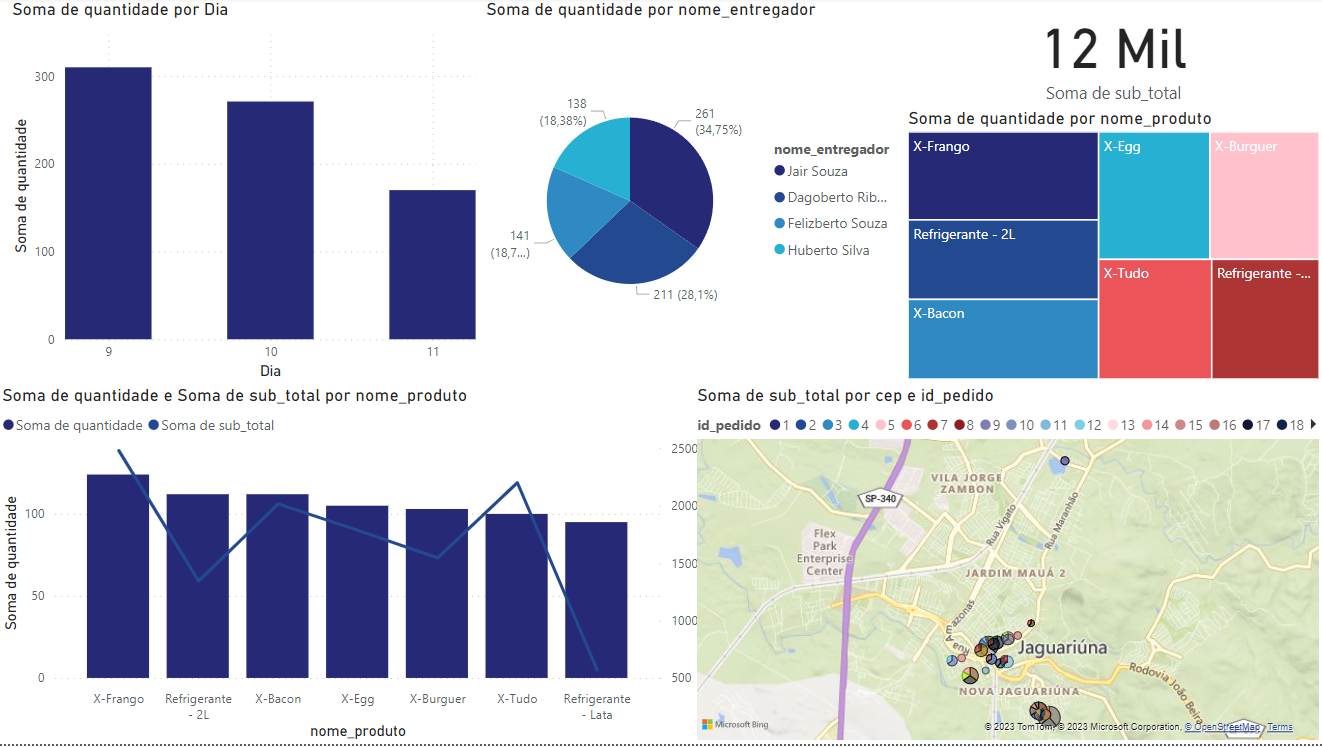 Soma de quantidade por Dia
Soma de quantidade
300
200
100
0
9
10
11
Dia
Soma de quantidade por nome_entregador
138
(18,38%)
261
(34,75%)
141
(18,7...)
211 (28,1%)
nome_entregador
Jair Souza
Dagoberto Rib...
Felizberto Souza
Huberto Silva
12 Mil
Soma de sub_total
Soma de quantidade por nome_produto
X-Frango
X-Egg
X-Burguer
Refrigerante - 2L
X-Tudo
Refrigerante -...
X-Bacon
Soma de quantidade e Soma de sub_total por nome_produto
Soma de quantidade
Soma de sub_total
Soma de quantidade
100
50
0
2500
2000
1500
1000
500
X-Frango
Refrigerante
- 2L
X-Bacon
X-Egg
X-Burguer
X-Tudo
Refrigerante
- Lata
nome_produto
Soma de sub_total por cep e id_pedido
id_pedido 1 2 3 4 5 6 7 8 9 10 11 12 13 14 15 16 17 18
VILA JORGE
ZAMBON
SP-340
Rua Vigato
Rua Maranhão
Flex
Park
Enterprise
Center
JARDIM MAUÁ 2
Amazonas
Jaguariúna
NOVA JAGUARIÚNA
Rodovia João Beira
Microsoft Bing
© 2023 TomTom, © 2023 Microsoft Corporation, © OpenStreetMap Terms